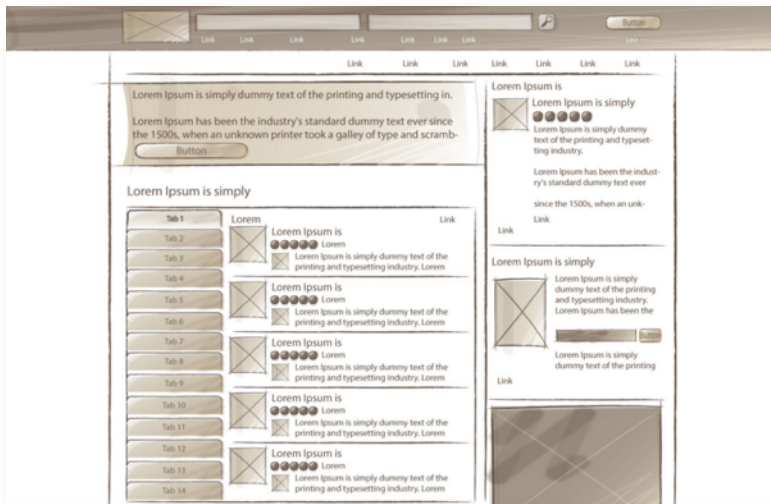 Button
Link Link Link Link Link Link Link Link
Link Link Link Link Link Link Link
Lorem Ipsum is simply dummy text of the printing and typesetting in.
Lorem Ipsum has been the industry's standard dummy text ever since
the 1500s, when an unknown printer took a galley of type and scramb-
Button
Lorem Ipsum is simply
Tab 1
Tab 2
Tab 3
Tab 4
Tab 5
Tab 6
Tab 7
Tab 8
Tab 9
Tab 10
Tab 11
Tab 12
Tab 13
Tab 14
Lorem Link
Lorem Ipsum is
Lorem
Lorem Ipsum is simply dummy text of the
printing and typesetting industry. Lorem
Lorem Ipsum is
Lorem
Lorem Ipsum is simply dummy text of the
printing and typesetting industry. Lorem
Lorem Ipsum is
Lorem
Lorem Ipsum is simply dummy text of the
printing and typesetting industry. Lorem
Lorem Ipsum is
Lorem
Lorem Ipsum is simply dummy text of the
printing and typesetting industry. Lorem
Lorem Ipsum is
Lorem
Lorem Ipsum is simply dummy text of the
printing and typesetting industry. Lorem
Lorem Ipsum is
Lorem Ipsum is simply
Lorem Ipsum is simply dummy
text of the printing and typeset-
ting industry.
Lorem Ipsum has been the indust-
ry's standard dummy text ever
since the 1500s, when an unk-
Link
Link
Lorem Ipsum is simply
Lorem Ipsum is simply
dummy text of the printing
and typesetting industry.
Lorem Ipsum has been the
Button
Lorem Ipsum is simply
dummy text of the printing
Link